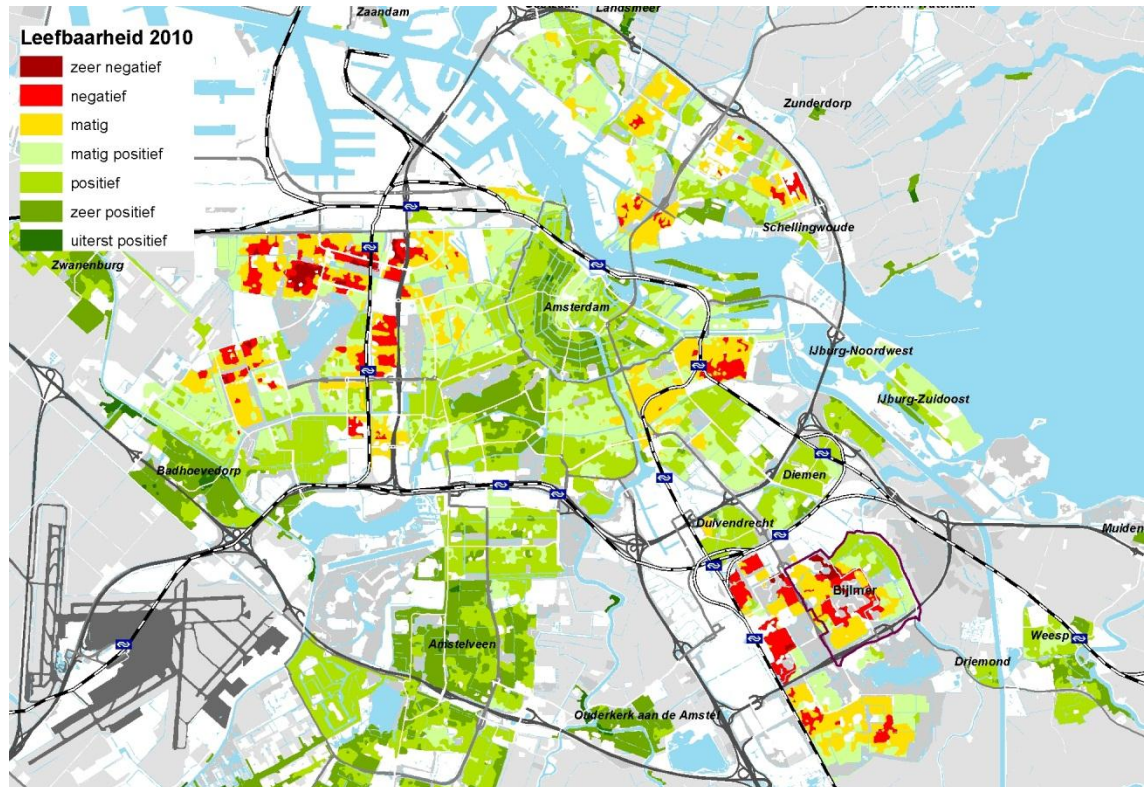 Leefbaarheid 2010
zeer negatief
negatief
matig
matig positief
positief
zeer positief
uiterst positief
Zaandam
Landsmeer
Zunderdorp
Schellingwoude
Zwanenburg
Amsterdam
IJburg-Noordwest
IJburg-Zuidoost
Badhoevedorp
Diemen
Duivendrecht
Muiden
Bijlmer
Weesp
Amstelveen
Driemond
Ouderkerk aan de Amstel